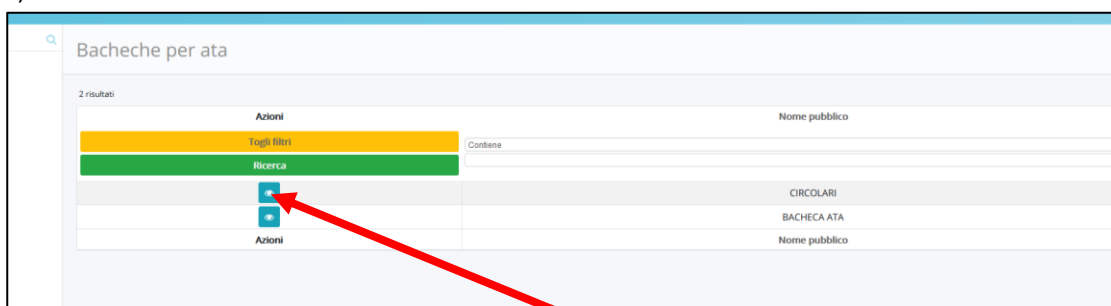 Bacheche per ata
2 risultati
Azioni Nome pubblico
Togli filtri Contiene
Ricerca
CIRCOLARI
BACHECA ATA
Azioni Nome pubblico